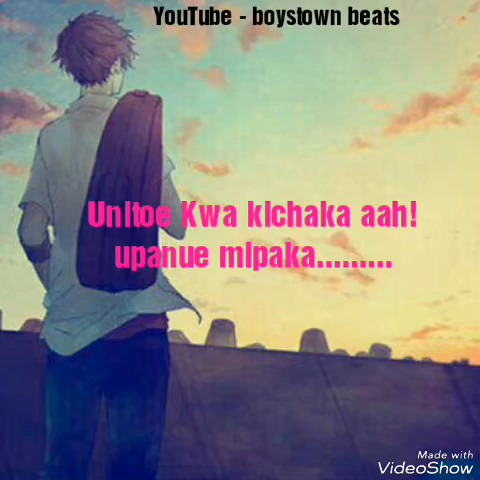 YouTube - boystown beats
Unitoe Kwa kichaka aah!
upanue mipaka.........
Made with
VideoShow